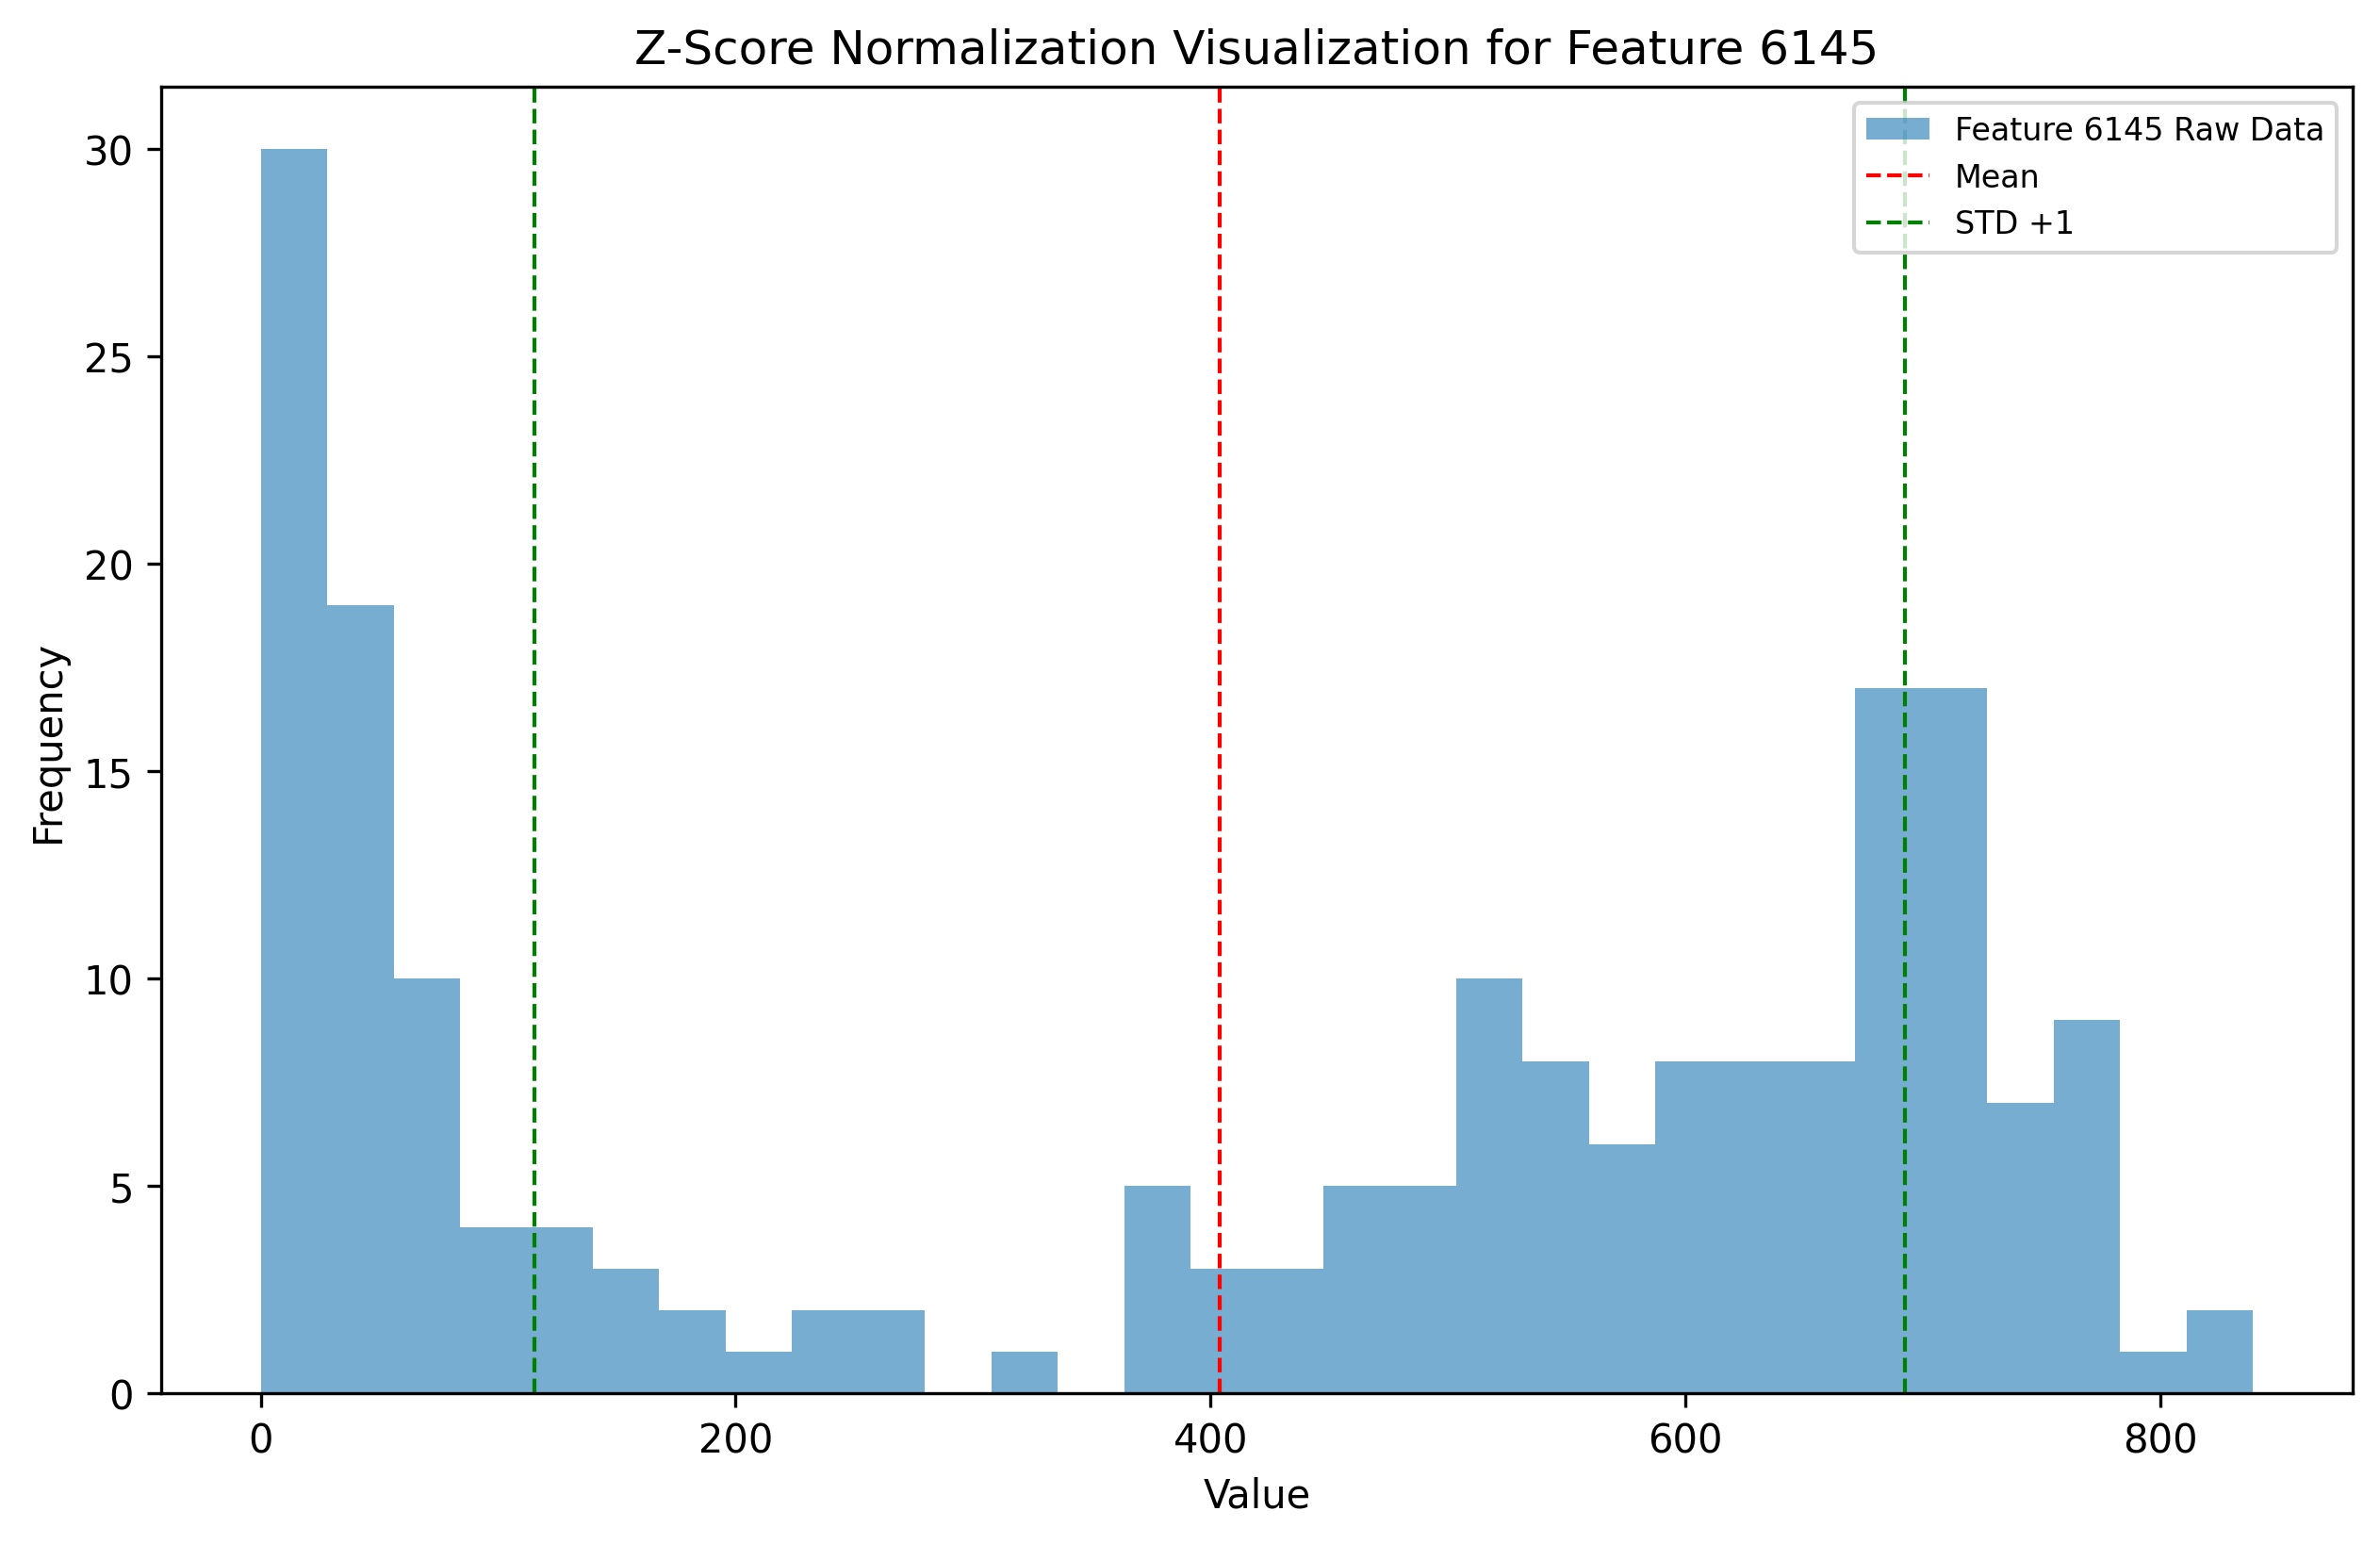 Z-Score Normalization Visualization for Feature 6145
Feature 6145 Raw Data
Mean
STD +1
30
25
20
15
10
5
0
Frequency
0 200 400 600 800
Value